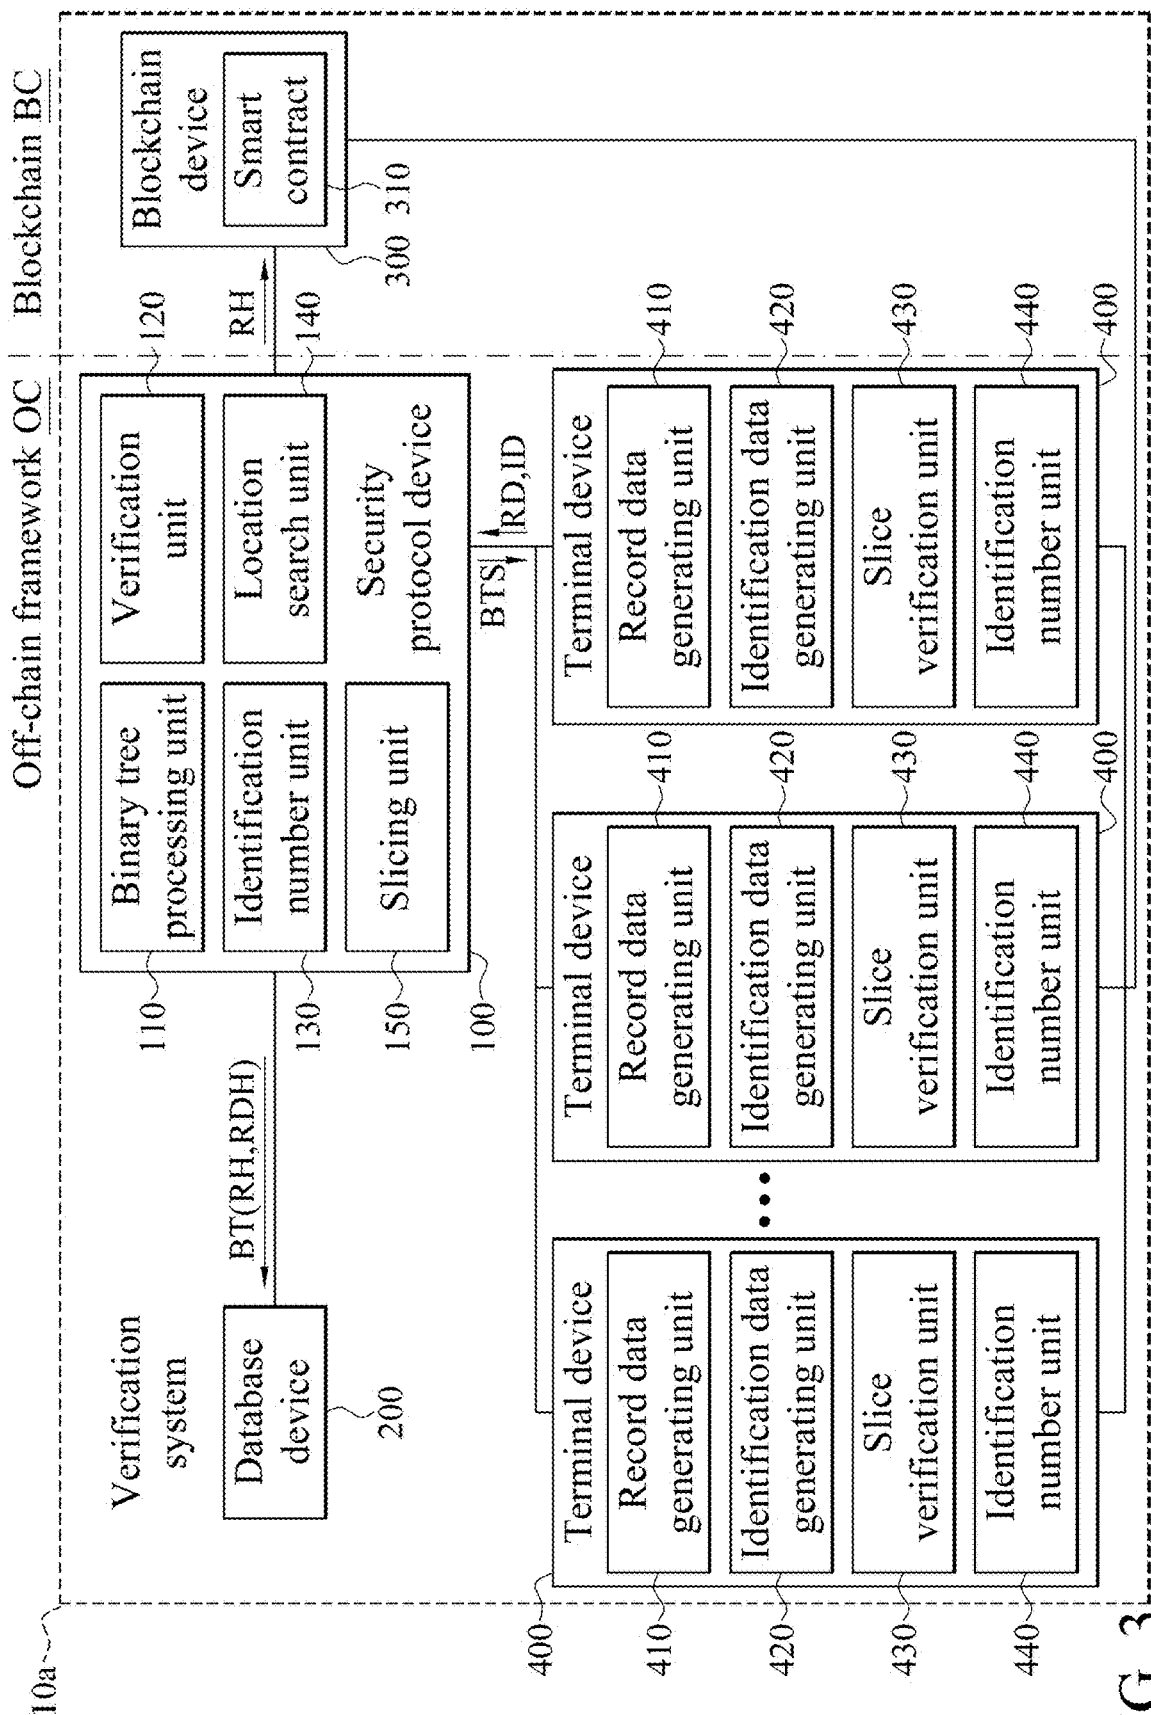 Off-chain framework OC
Blockchain BC
10a
Verification
system
Database
device
200
BT(RH,RDH)
110
130
150
100
Binary tree
processing unit
Verification
unit
Identification
number unit
Location
search unit
Slicing unit
Security
protocol device
120
140
RH
Blockchain
device
Smart
contract
310
300
BTS
RD,ID
400
410
420
430
440
Terminal device
Record data
generating unit
Identification data
generating unit
Slice
verification unit
Identification
number unit
Terminal device
Record data
generating unit
Identification data
generating unit
Slice
verification unit
Identification
number unit
410
420
430
440
400
Terminal device
Record data
generating unit
Identification data
generating unit
Slice
verification unit
Identification
number unit
410
420
430
440
400
G. 3